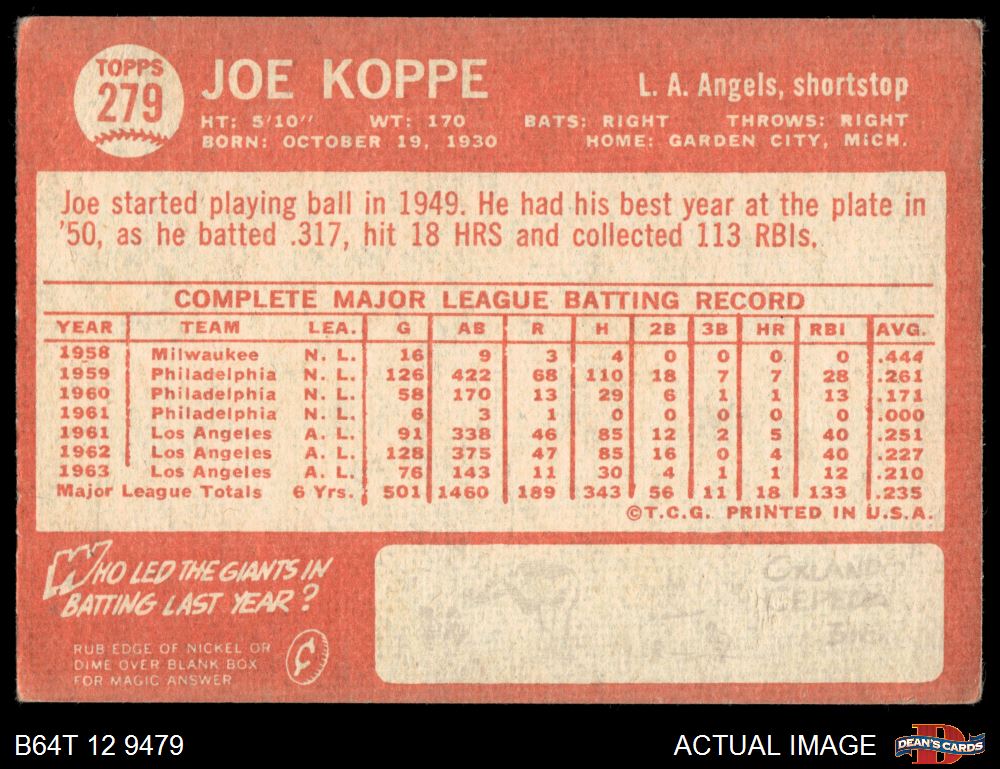 TOPPS
279
JOE KOPPE
L. A. Angels, shortstop
HT: 5'10" WT: 170 BATS: RIGHT THROWS: RIGHT
BORN: OCTOBER 19, 1930 HOME: GARDEN CITY, MICH.
Joe started playing ball in 1949. He had his best year at the plate in
'50, as he batted .317, hit 18 HRS and collected 113 RBIs.
COMPLETE MAJOR LEAGUE BATTING RECORD
YEAR TEAM LEA. G AB R H 2B 3B HR RBI AVG.
1958 Milwaukee N. L. 16 9 3 4 0 0 0 0 .444
1959 Philadelphia N. L. 126 422 68 110 18 7 7 28 .261
1960 Philadelphia N. L. 58 170 13 29 6 1 1 13 .171
1961 Philadelphia N. L. 6 3 1 0 0 0 0 0 .000
1961 Los Angeles A. L. 91 338 46 85 12 2 5 40 .251
1962 Los Angeles A. L. 128 375 47 85 16 0 4 40 .227
1963 Los Angeles A. L. 76 143 11 30 4 1 1 12 .210
Major League Totals 6 Yrs. 501 1460 189 343 56 11 18 133 .235
©T.C.G. PRINTED IN U.S.A.
WHO LED THE GIANTS IN
BATTING LAST YEAR?
RUB EDGE OF NICKEL OR
DIME OVER BLANK BOX
FOR MAGIC ANSWER
¢
ORLANDO
CEPEDA
B64T 12 9479
ACTUAL IMAGE
D
DEAN'S CARDS